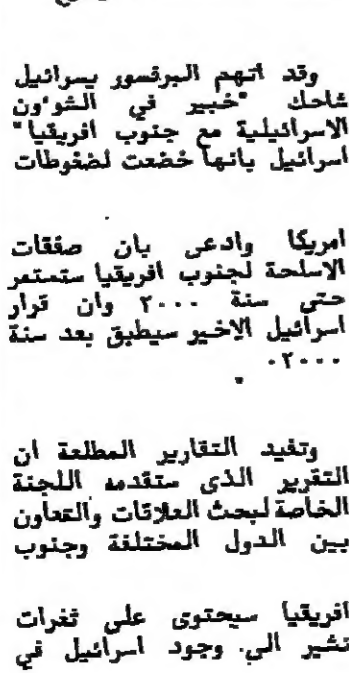 وقد اتهم البرفسور يسرائيل
شاحك "خبير في الشوءون
الاسرائيلية مع جنوب افريقيا"
اسرائيل بانها خضعت لضغوطات
امريكا وادعى بان صفقات
الاسلحة لجنوب افريقيا ستستمر
حتى سنة ٢٠٠٠ وان قرار
اسرائيل الاخير سيطبق بعد سنة
٢٠٠٠.
وتفيد التقارير المطلعة ان
التقرير الذى ستقدمه اللجنة
الخاصة لبحث العلاقات والتعاون
بين الدول المختلفة وجنوب
افريقيا سيحتوى على ثغرات
تشير الي. وجود اسرائيل في